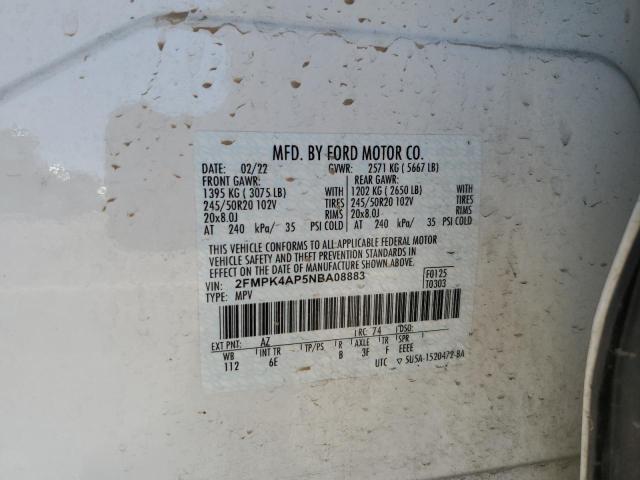 MFD. BY FORD MOTOR CO.
DATE: 02/22 GVWR: 2571 KG ( 5667 LB)
FRONT GAWR: REAR GAWR:
1395 KG ( 3075 LB) WITH 1202 KG ( 2650 LB) WITH
245/50R20 102V TIRES 245/50R20 102V TIRES
20x8.0J RIMS 20x8.0J RIMS
AT 240 kPa/ 35 PSI COLD AT 240 kPa/ 35 PSI COLD
THIS VEHICLE CONFORMS TO ALL APPLICABLE FEDERAL MOTOR
VEHICLE SAFETY AND THEFT PREVENTION STANDARDS IN
EFFECT ON THE DATE OF MANUFACTURE SHOWN ABOVE.
VIN: 2FMPK4AP5NBA08883 F0125
TYPE: MPV T0303
EXT PNT: AZ RC: 74 DSO:
WB INT TR TP/PS R AXLE TR SPR
112 6E B 3F F EEEE
UTC ▽ 5U5A-1520472-BA